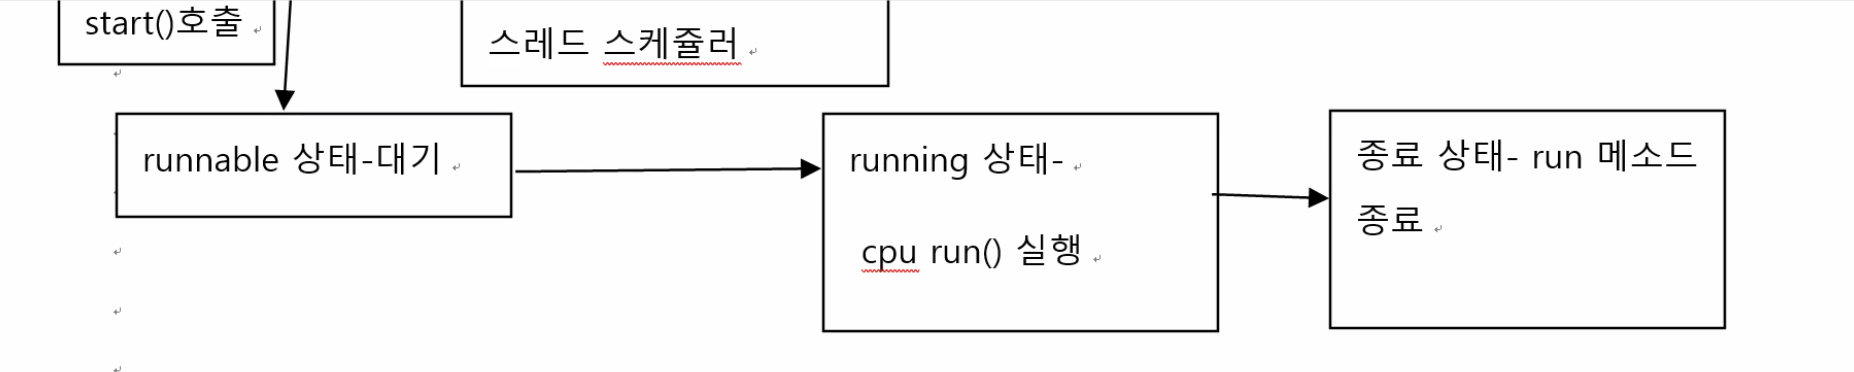 start()호출
스레드 스케쥴러
runnable 상태-대기
running 상태-
cpu run() 실행
종료 상태- run 메소드
종료